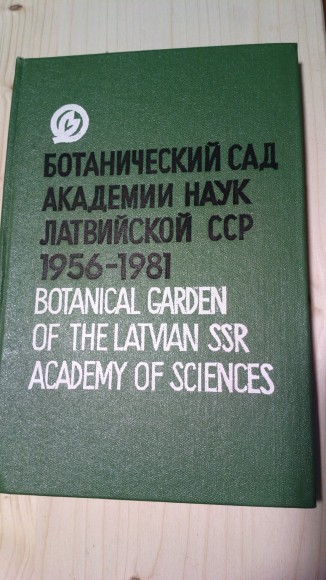 БОТАНИЧЕСКИЙ САД
АКАДЕМИИ НАУК
ЛАТВИЙСКОЙ ССР
1956-1981
BOTANICAL GARDEN
OF THE LATVIAN SSR
ACADEMY OF SCIENCES